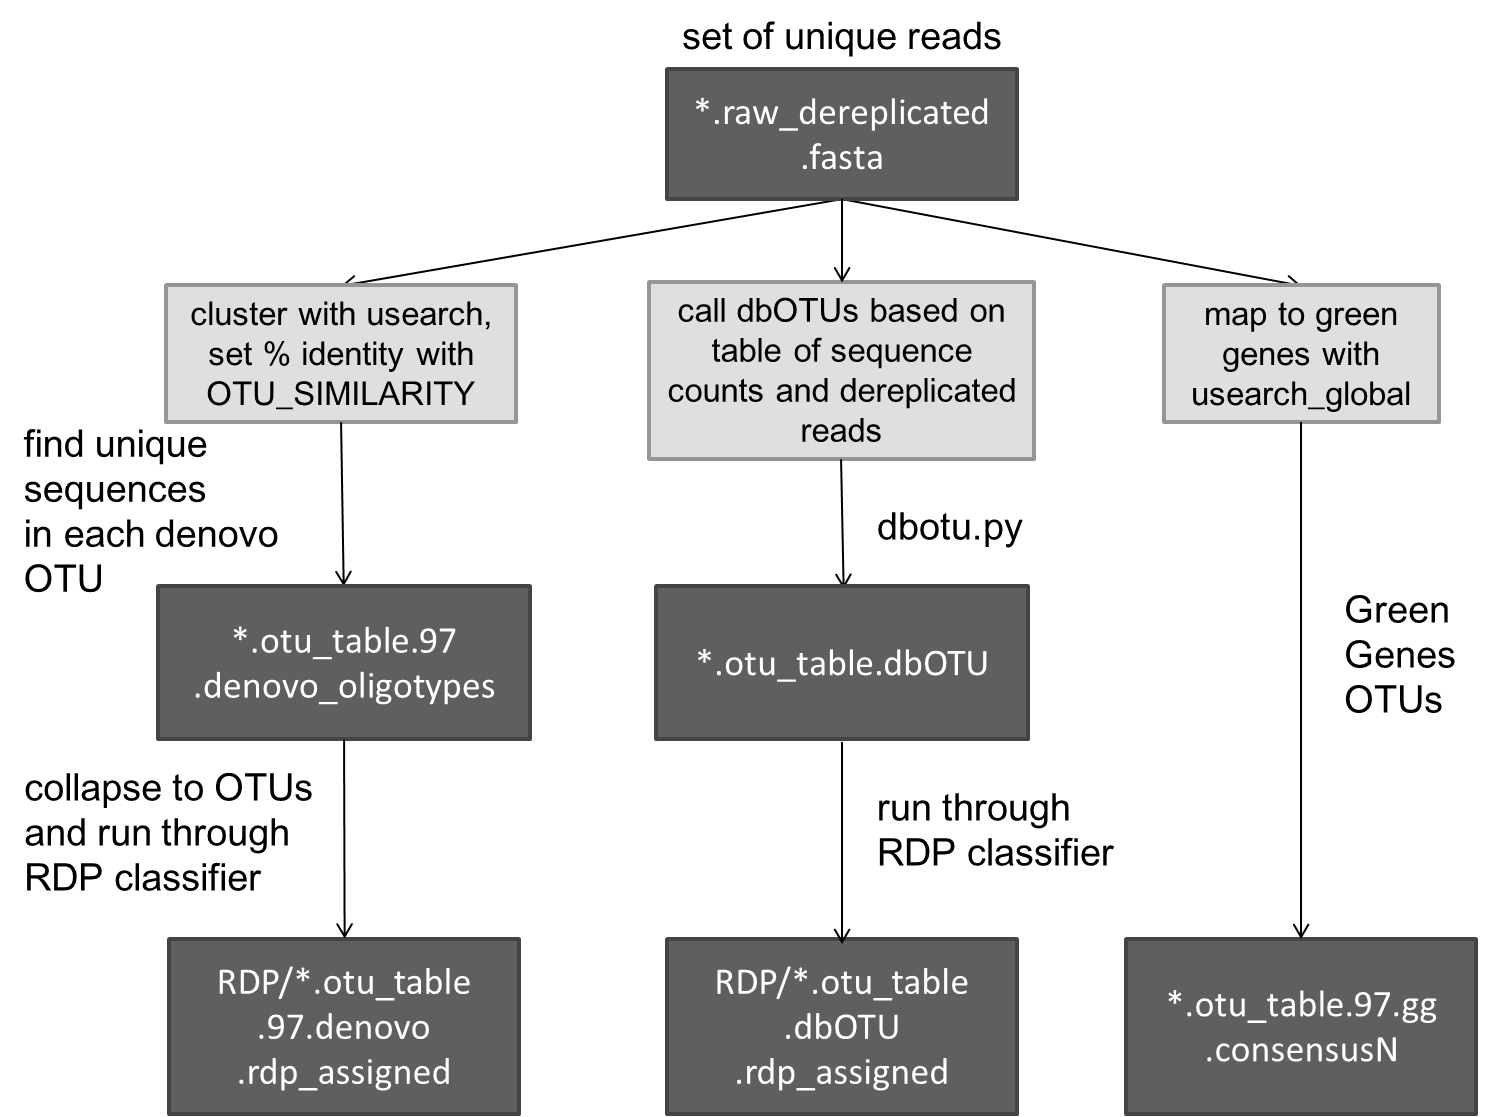 set of unique reads
*.raw_dereplicated
.fasta
cluster with usearch,
set % identity with
OTU_SIMILARITY
call dbOTUs based on
table of sequence
counts and dereplicated
reads
map to green
genes with
usearch_global
find unique
sequences
in each denovo
OTU
dbotu.py
Green
Genes
OTUs
*.otu_table.97
.denovo_oligotypes
*.otu_table.dbOTU
collapse to OTUs
and run through
RDP classifier
run through
RDP classifier
RDP/*.otu_table
.97.denovo
.rdp_assigned
RDP/*.otu_table
.dbOTU
.rdp_assigned
*.otu_table.97.gg
.consensusN